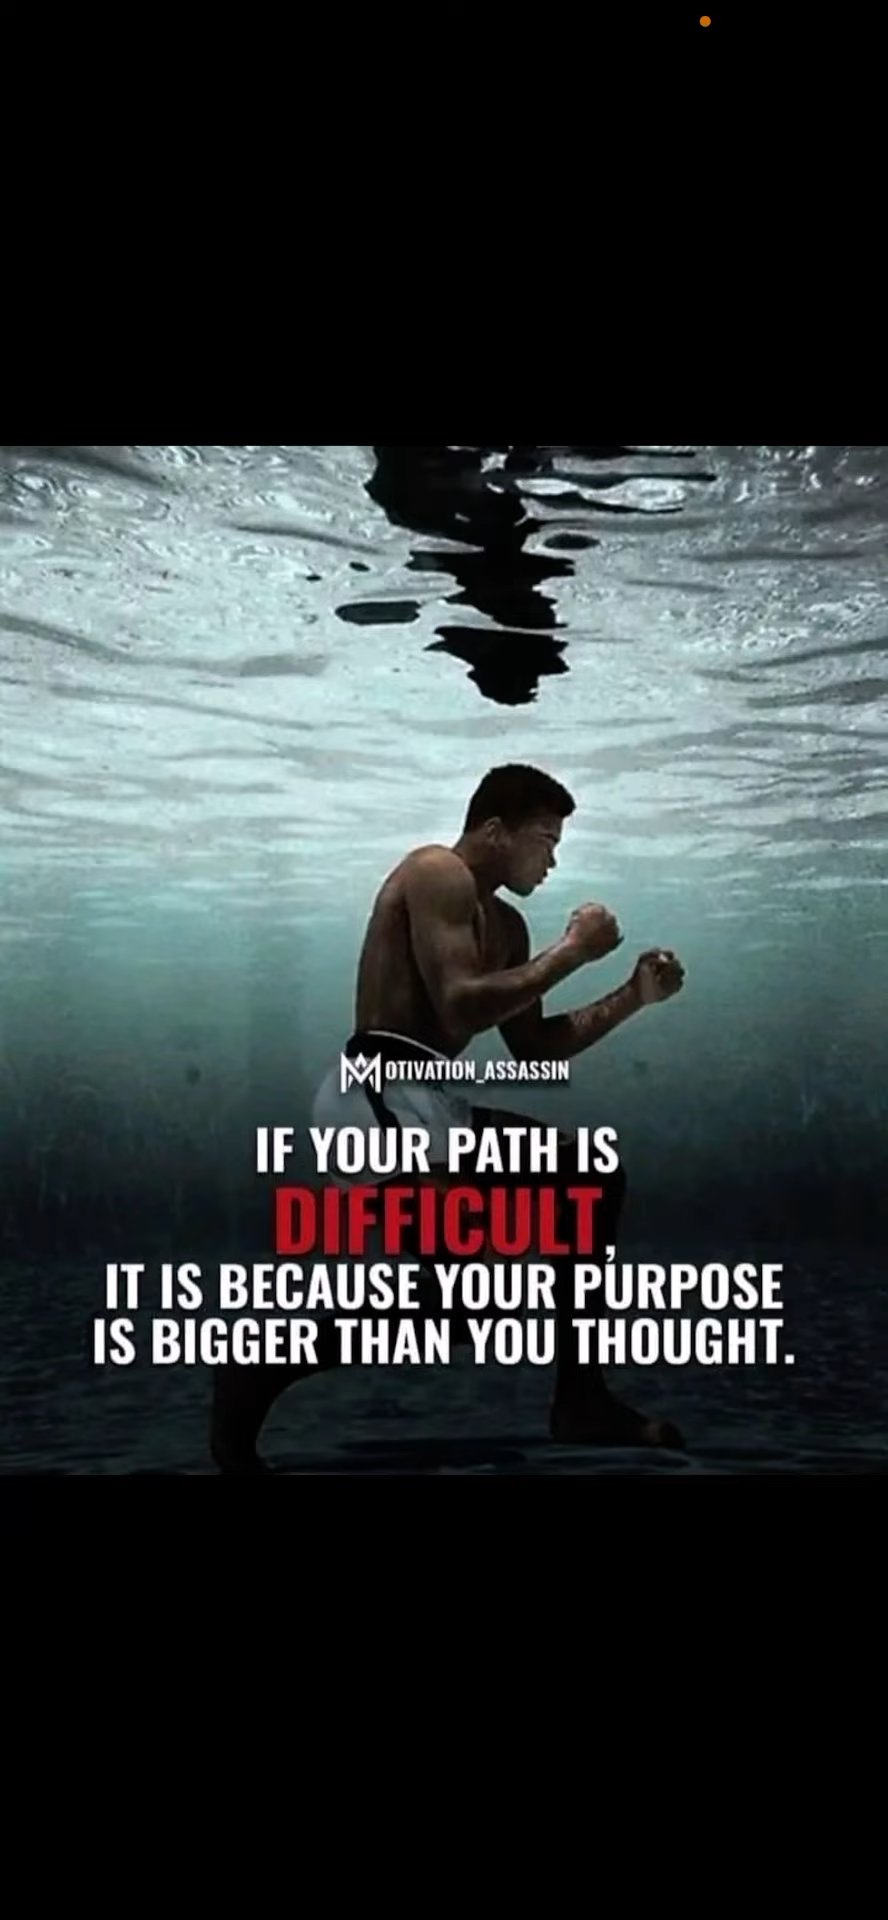 MOTIVATION_ASSASSIN
IF YOUR PATH IS
DIFFICULT,
IT IS BECAUSE YOUR PURPOSE
IS BIGGER THAN YOU THOUGHT.